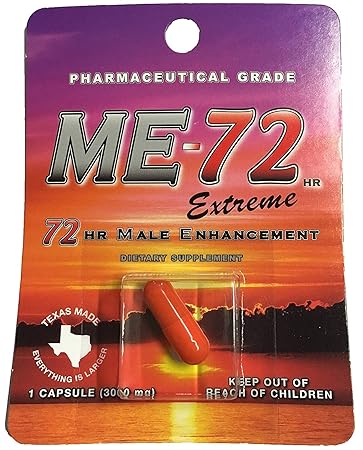 PHARMACEUTICAL GRADE
ME-72 HR
Extreme
72 HR MALE ENHANCEMENT
DIETARY SUPPLEMENT
TEXAS MADE
EVERYTHING IS LARGER
1 CAPSULE (3000 mg)
KEEP OUT OF
REACH OF CHILDREN